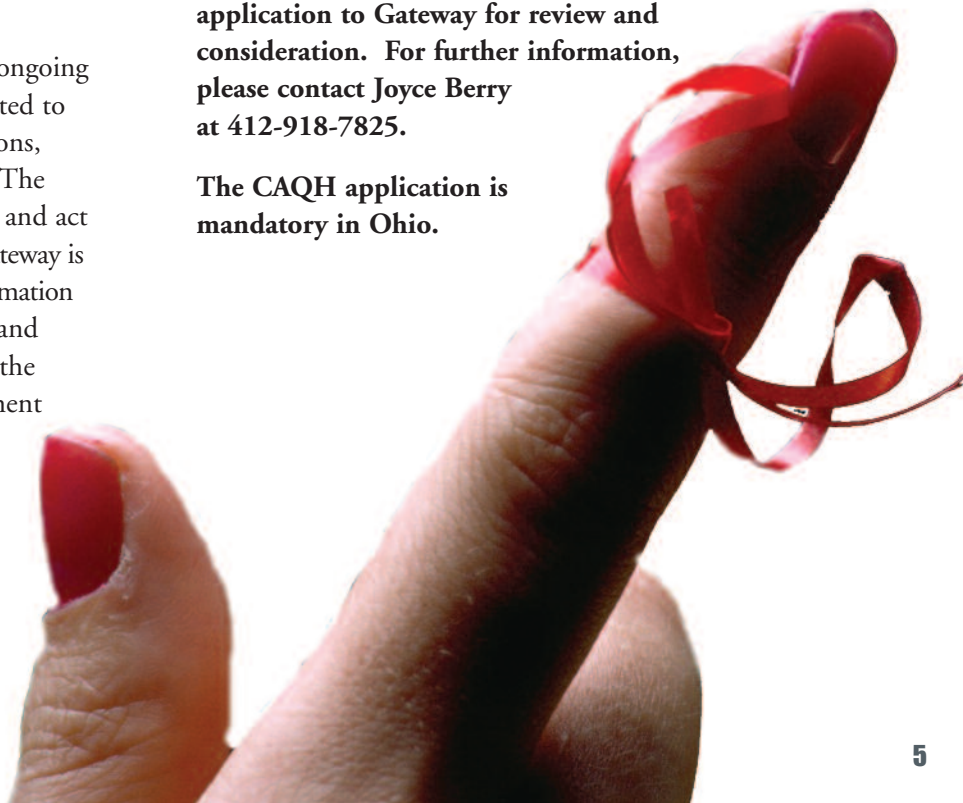 ongoing
ted to
ons,
The
and act
teway is
mation
and
the
nent
application to Gateway for review and
consideration. For further information,
please contact Joyce Berry
at 412-918-7825.
The CAQH application is
mandatory in Ohio.
5